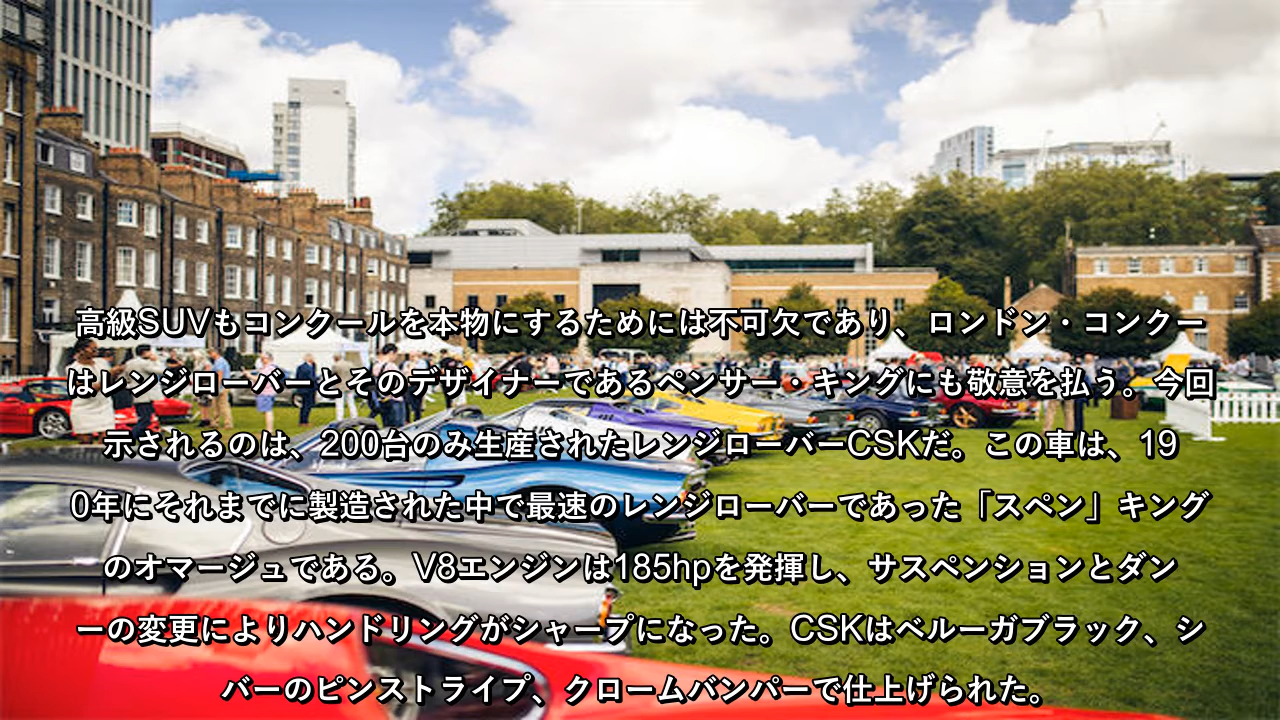 高級SUVもコンクールを本物にするためには不可欠であり、ロンドン・コンクー
はレンジローバーとそのデザイナーであるペンサー・キングにも敬意を払う。今回
示されるのは、200台のみ生産されたレンジローバーCSKだ。この車は、19
0年にそれまでに製造された中で最速のレンジローバーであった「スペン」キング
のオマージュである。V8エンジンは185hpを発揮し、サスペンションとダン
ーの変更によりハンドリングがシャープになった。CSKはベルーガブラック、シ
バーのピンストライプ、クロームバンパーで仕上げられた。